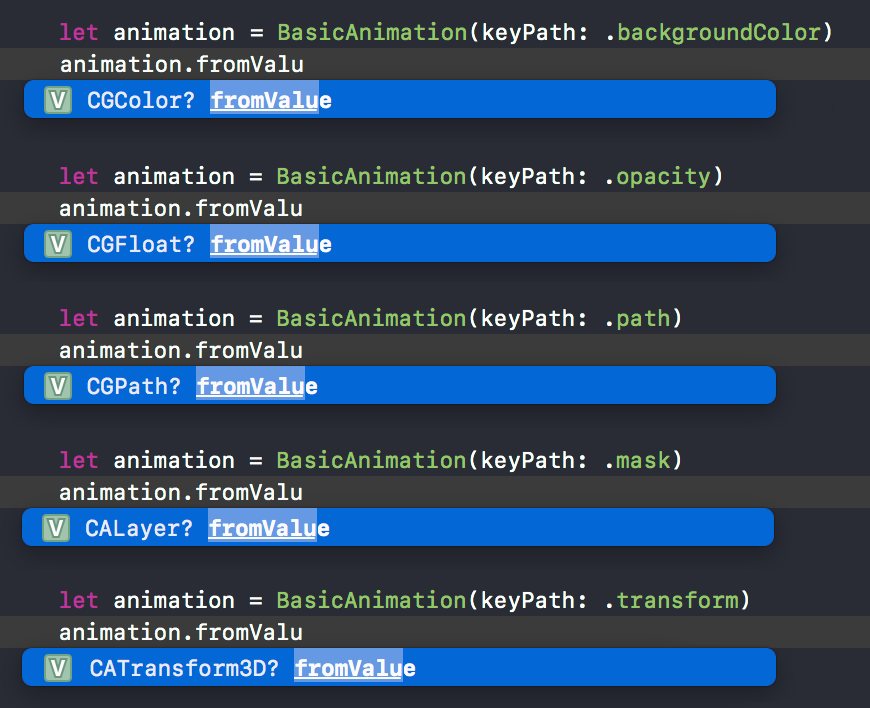 let animation = BasicAnimation(keyPath: .backgroundColor)
animation.fromValu
V CGColor? fromValue
let animation = BasicAnimation(keyPath: .opacity)
animation.fromValu
V CGFloat? fromValue
let animation = BasicAnimation(keyPath: .path)
animation.fromValu
V CGPath? fromValue
let animation = BasicAnimation(keyPath: .mask)
animation.fromValu
V CALayer? fromValue
let animation = BasicAnimation(keyPath: .transform)
animation.fromValu
V CATransform3D? fromValue